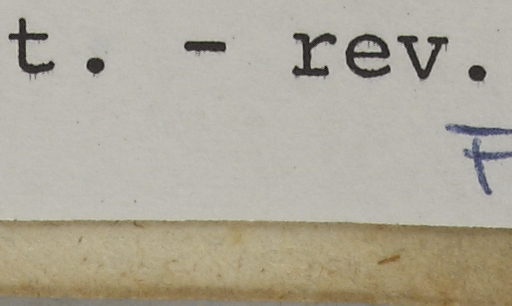 t. - rev.
F